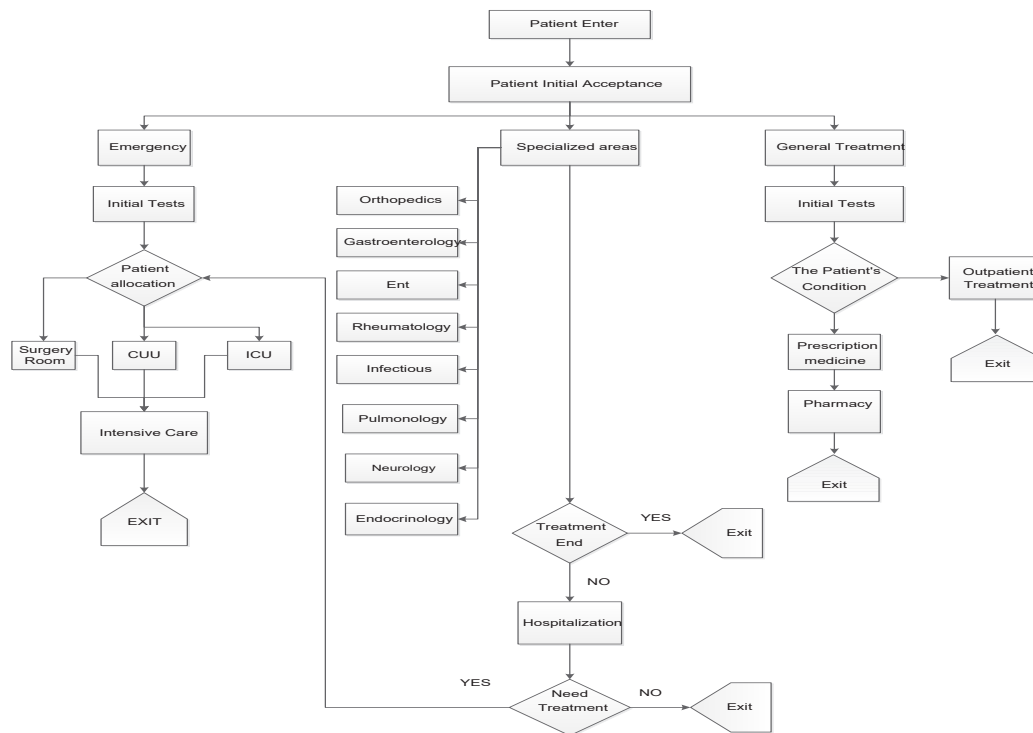 Patient Enter
Patient Initial Acceptance
Emergency
Specialized areas
General Treatment
Initial Tests
Orthopedics
Initial Tests
Gastroenterology
Patient
allocation
The Patient's
Condition
Outpatient
Treatment
Ent
Rheumatology
Surgery
Room
CUU
ICU
Infectious
Prescription
medicine
Exit
Pulmonology
Pharmacy
Intensive Care
Neurology
Exit
Endocrinology
EXIT
Treatment
End
YES
Exit
NO
Hospitalization
YES
Need
Treatment
NO
Exit